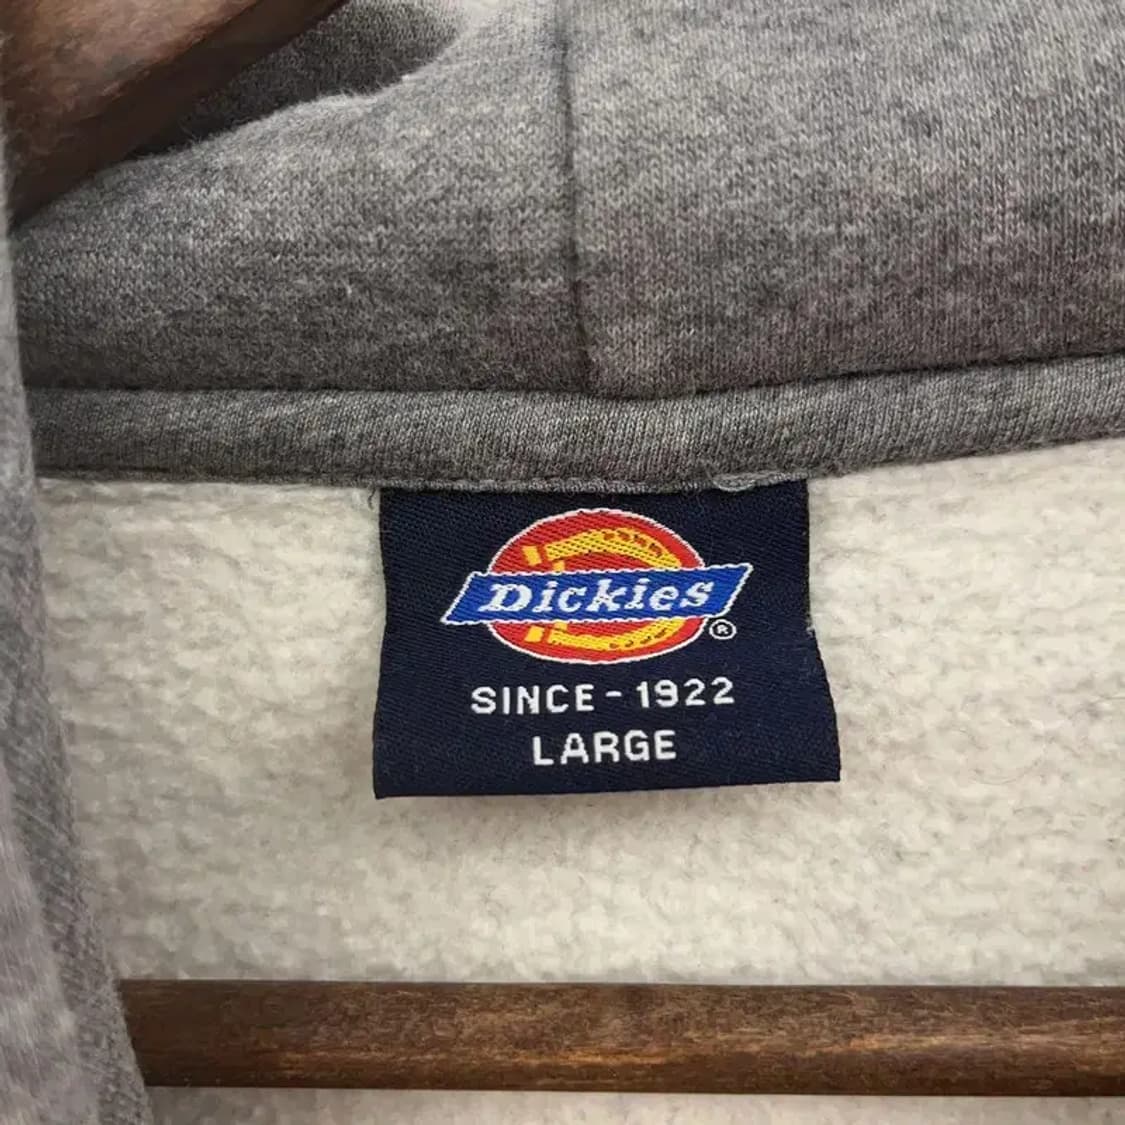 Dickies
®
SINCE - 1922
LARGE